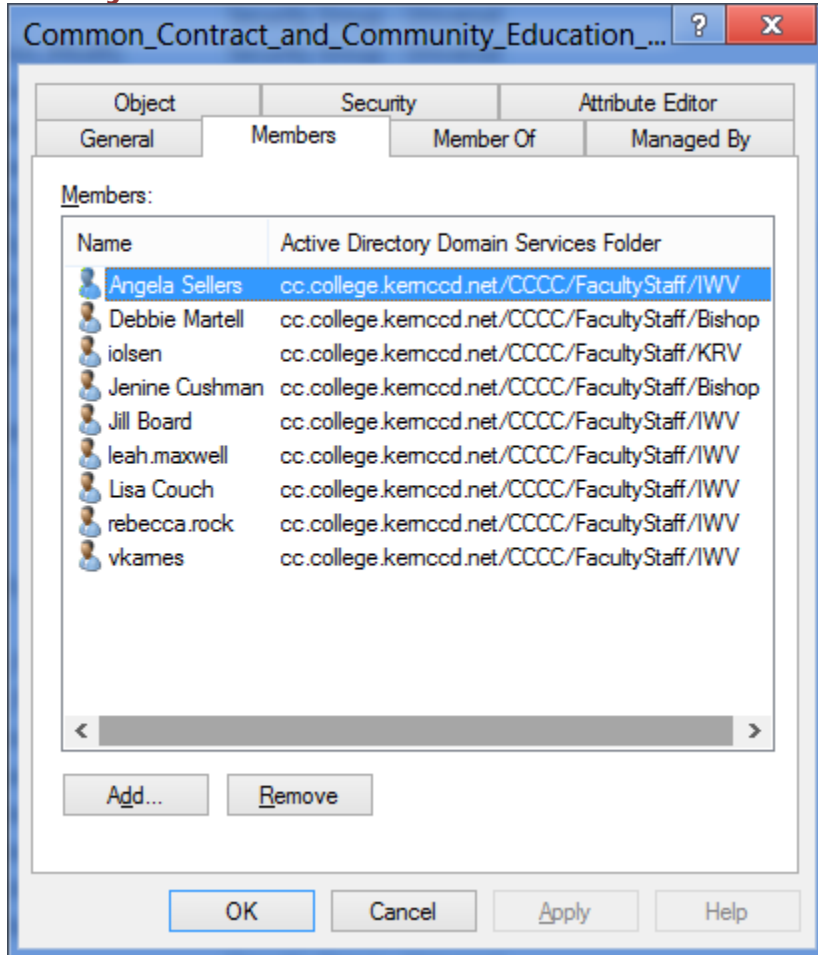 Common_Contract_and_Community_Education_...
?
x
Object Security Attribute Editor
General Members Member Of Managed By
Members:
Name Active Directory Domain Services Folder
Angela Sellers cc.college.kernccd.net/CCCC/FacultyStaff/IWV
Debbie Martell cc.college.kernccd.net/CCCC/FacultyStaff/Bishop
iolsen cc.college.kernccd.net/CCCC/FacultyStaff/KRV
Jenine Cushman cc.college.kernccd.net/CCCC/FacultyStaff/Bishop
Jill Board cc.college.kernccd.net/CCCC/FacultyStaff/IWV
leah.maxwell cc.college.kernccd.net/CCCC/FacultyStaff/IWV
Lisa Couch cc.college.kernccd.net/CCCC/FacultyStaff/IWV
rebecca.rock cc.college.kernccd.net/CCCC/FacultyStaff/IWV
vkarnes cc.college.kernccd.net/CCCC/FacultyStaff/IWV
Add... Remove
OK Cancel Apply Help